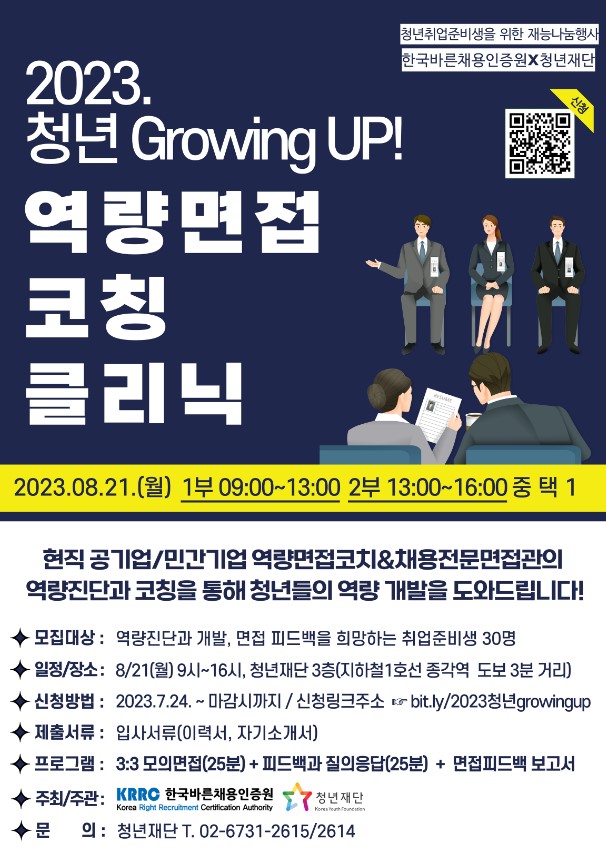 청년취업준비생을 위한 재능나눔행사
한국바른채용인증원X청년재단
신청
2023.
청년 Growing UP!
역량면접
코칭
클리닉
RESUME
2023.08.21.(월) 1부 09:00~13:00 2부 13:00~16:00 중 택 1
현직 공기업/민간기업 역량면접코치&채용전문면접관의
역량진단과 코칭을 통해 청년들의 역량 개발을 도와드립니다!
모집대상 : 역량진단과 개발, 면접 피드백을 희망하는 취업준비생 30명
일정/장소 : 8/21(월) 9시~16시, 청년재단 3층(지하철1호선 종각역 도보 3분 거리)
신청방법 : 2023.7.24. ~ 마감시까지 / 신청링크주소 ☞ bit.ly/2023청년growingup
제출서류 : 입사서류(이력서, 자기소개서)
프로그램 : 3:3 모의면접(25분) + 피드백과 질의응답(25분) + 면접피드백 보고서
주최/주관 : KRRC 한국바른채용인증원 청년재단
Korea Right Recruitment Certification Authority Korea Youth Foundation
문 의 : 청년재단 T. 02-6731-2615/2614